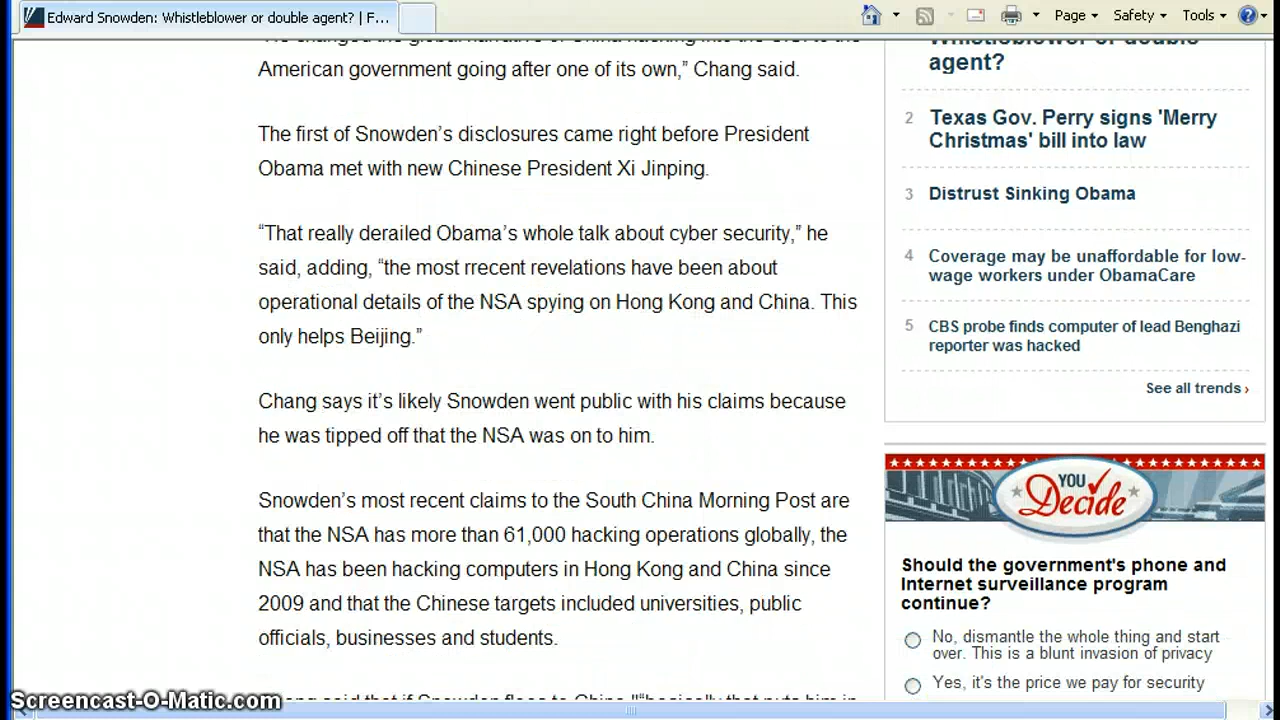 Edward Snowden: Whistleblower or double agent? | F...
Page
Safety
Tools
American government going after one of its own,” Chang said.
The first of Snowden’s disclosures came right before President
Obama met with new Chinese President Xi Jinping.
“That really derailed Obama’s whole talk about cyber security,” he
said, adding, “the most rrecent revelations have been about
operational details of the NSA spying on Hong Kong and China. This
only helps Beijing.”
Chang says it’s likely Snowden went public with his claims because
he was tipped off that the NSA was on to him.
Snowden’s most recent claims to the South China Morning Post are
that the NSA has more than 61,000 hacking operations globally, the
NSA has been hacking computers in Hong Kong and China since
2009 and that the Chinese targets included universities, public
officials, businesses and students.
Whistleblower or double
agent?
2 Texas Gov. Perry signs 'Merry
Christmas' bill into law
3 Distrust Sinking Obama
4 Coverage may be unaffordable for low-
wage workers under ObamaCare
5 CBS probe finds computer of lead Benghazi
reporter was hacked
See all trends ›
YOU
Decide
Should the government's phone and
Internet surveillance program
continue?
No, dismantle the whole thing and start
over. This is a blunt invasion of privacy
Yes, it's the price we pay for security
Screencast-O-Matic.com